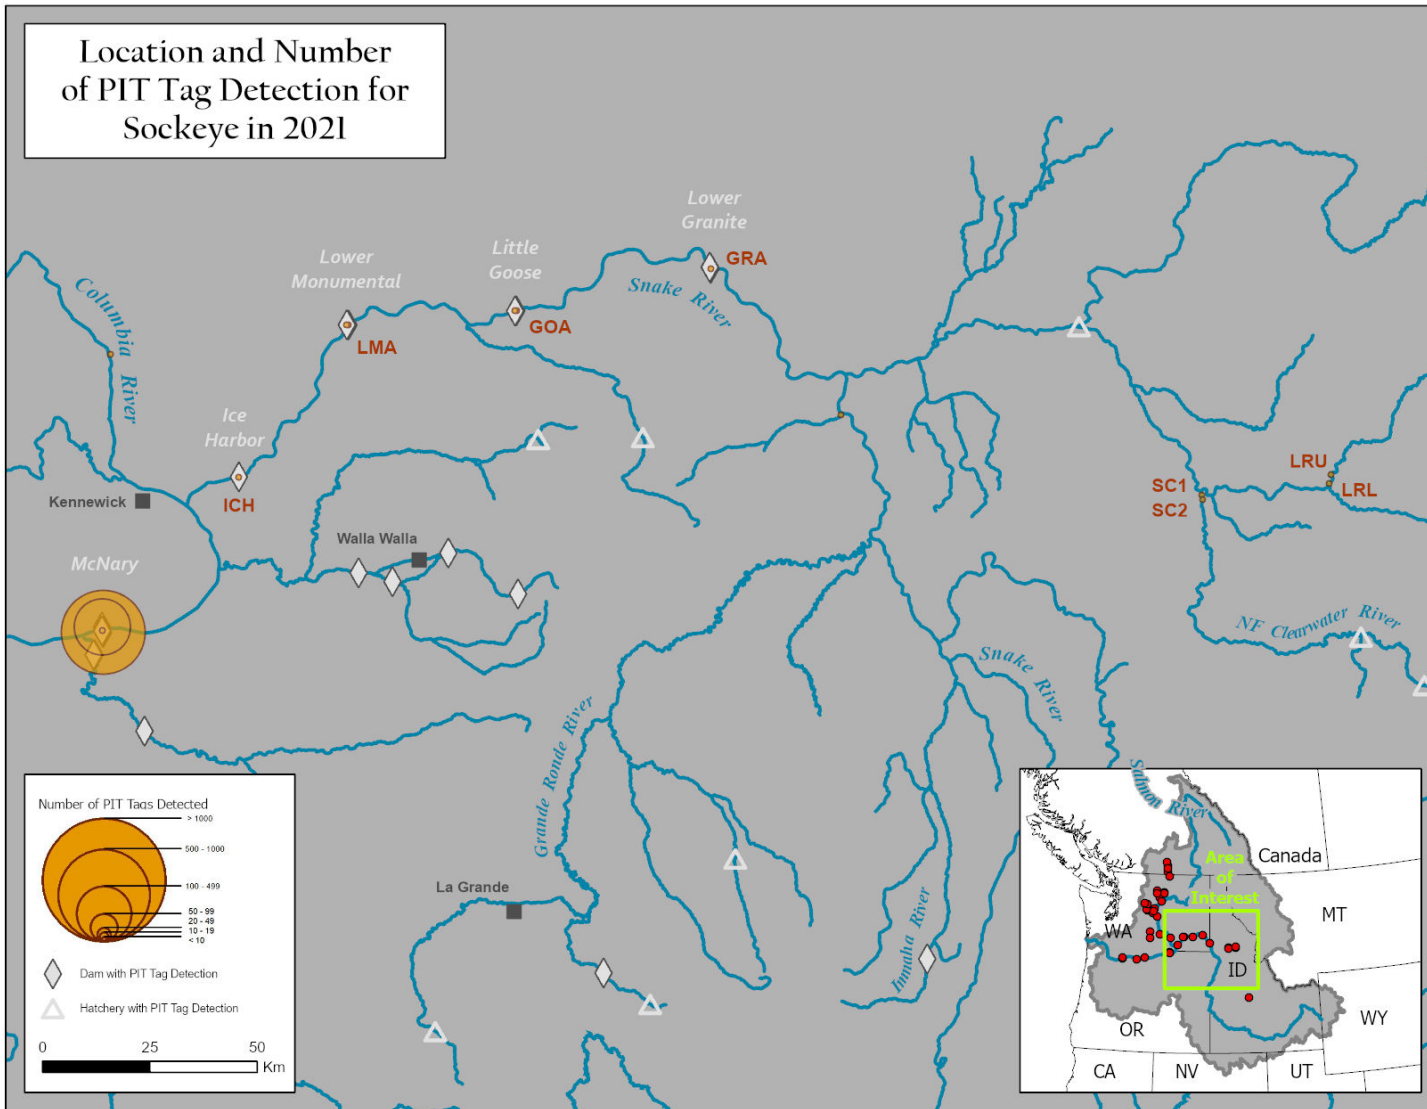 Location and Number
of PIT Tag Detection for
Sockeye in 2021
Lower
Granite
GRA
Little
Goose
GOA
Lower
Monumental
LMA
Snake River
Columbia River
Ice
Harbor
ICH
Kennewick
Walla Walla
McNary
LRU
LRL
SC1
SC2
NF Clearwater River
Snake River
Grande Ronde River
Salmon River
Imnaha River
La Grande
Number of PIT Tags Detected
> 1000
500 - 1000
100 - 499
50 - 99
20 - 49
10 - 19
< 10
Dam with PIT Tag Detection
Hatchery with PIT Tag Detection
0 25 50
Km
Area
of
Interest
Canada
WA
MT
ID
OR
WY
CA
NV
UT